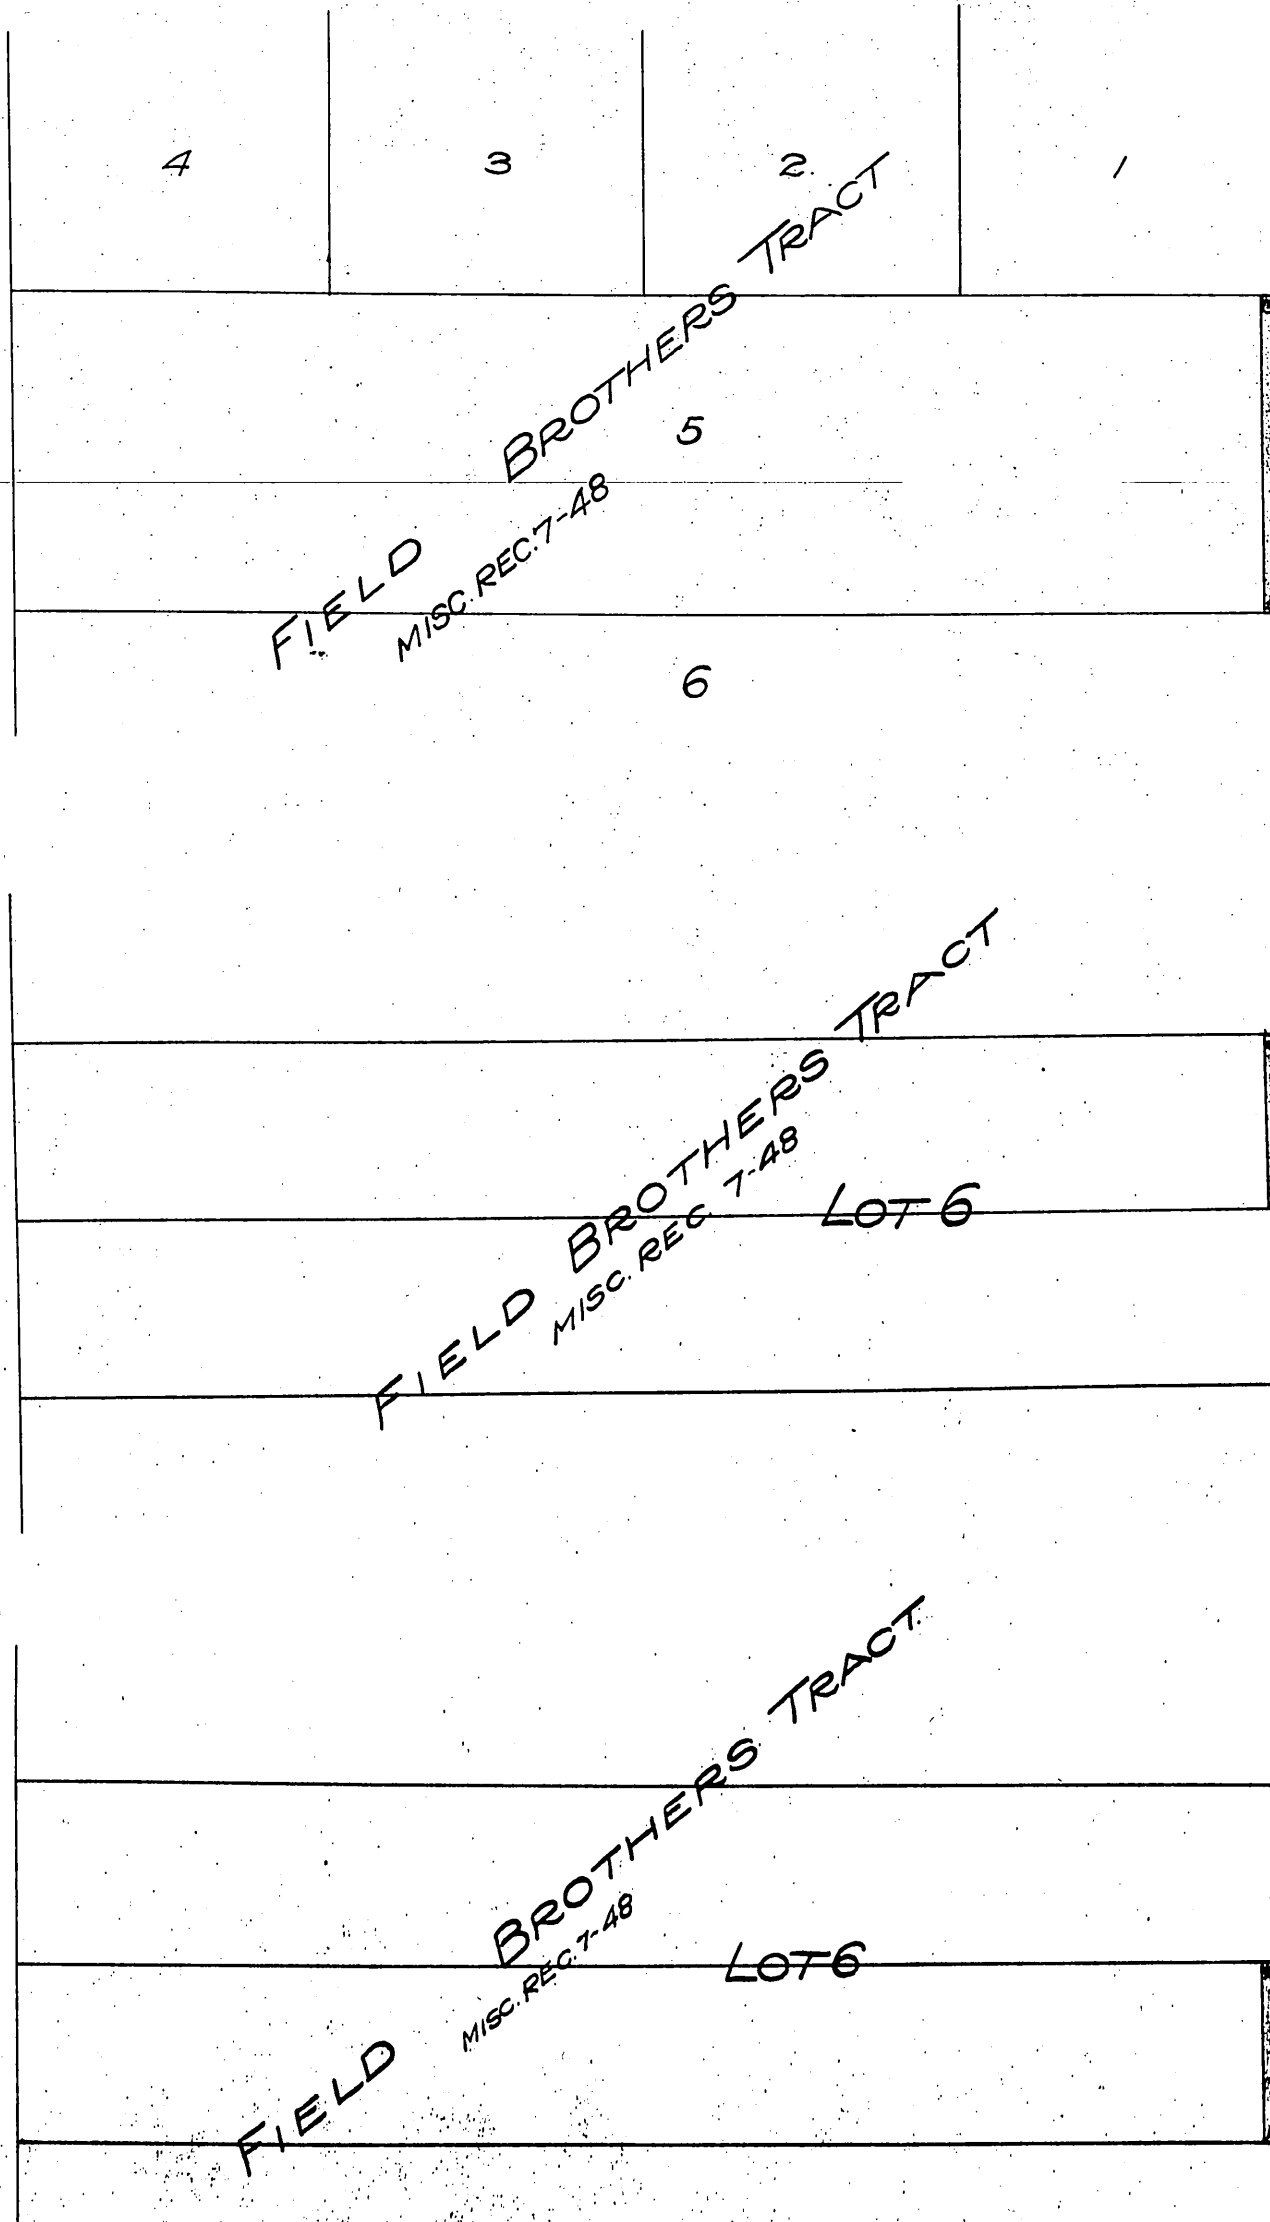 4 3 2 1
FIELD BROTHERS TRACT
5
MISC. REC. 7-48
6
FIELD BROTHERS TRACT
MISC. REC. 7-48
LOT 6
FIELD BROTHERS TRACT
MISC. REC. 7-48
LOT 6